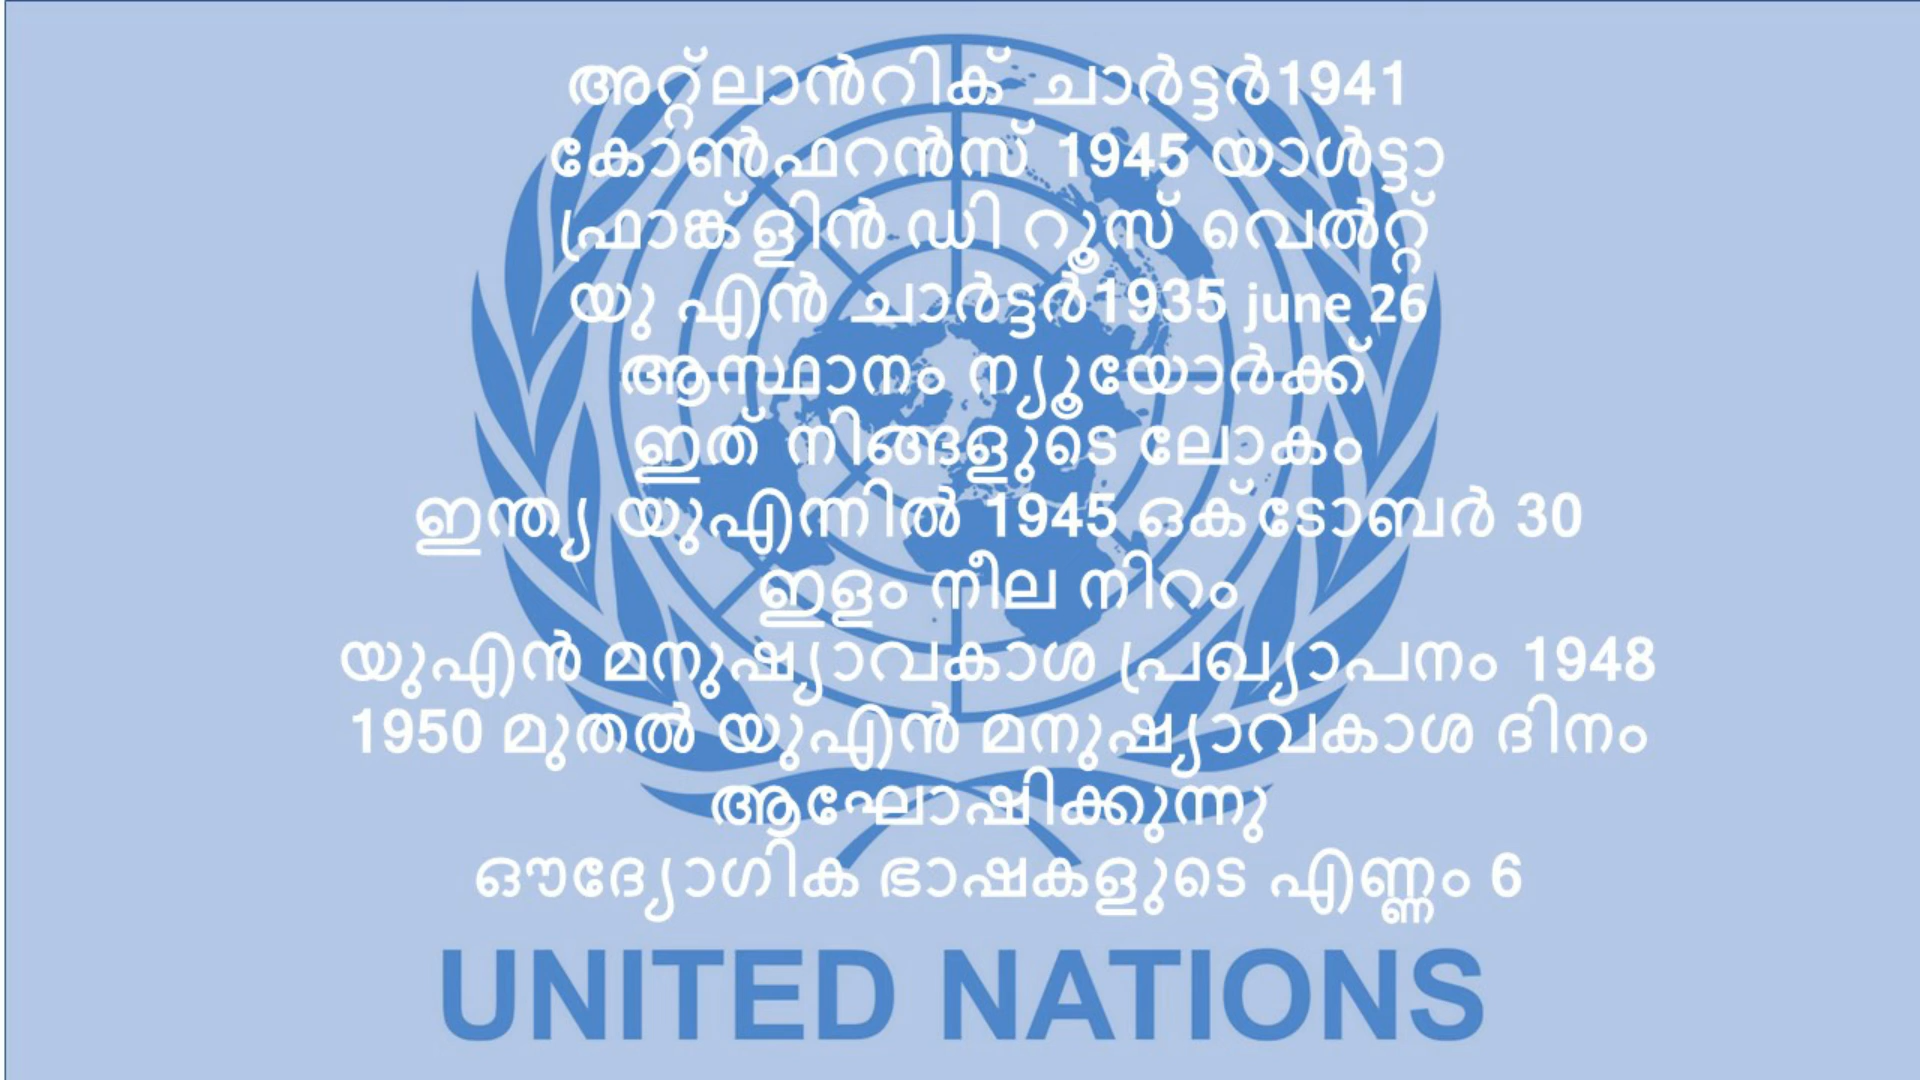 അറ്റ്ലാൻറിക് ചാർട്ടർ1941
കോൺഫറൻസ് 1945 യാൾട്ടാ
ഫ്രാങ്ക്ളിൻ ഡി റൂസ് വെൽറ്റ്
യു എൻ ചാർട്ടർ1935 june 26
ആസ്ഥാനം ന്യൂയോർക്ക്
ഇത് നിങ്ങളുടെ ലോകം
ഇന്ത്യ യുഎന്നിൽ 1945 ഒക്ടോബർ 30
ഇളം നീല നിറം
യുഎൻ മനുഷ്യാവകാശ പ്രഖ്യാപനം 1948
1950 മുതൽ യുഎൻ മനുഷ്യാവകാശ ദിനം
ആഘോഷിക്കുന്നു
ഔദ്യോഗിക ഭാഷകളുടെ എണ്ണം 6
UNITED NATIONS